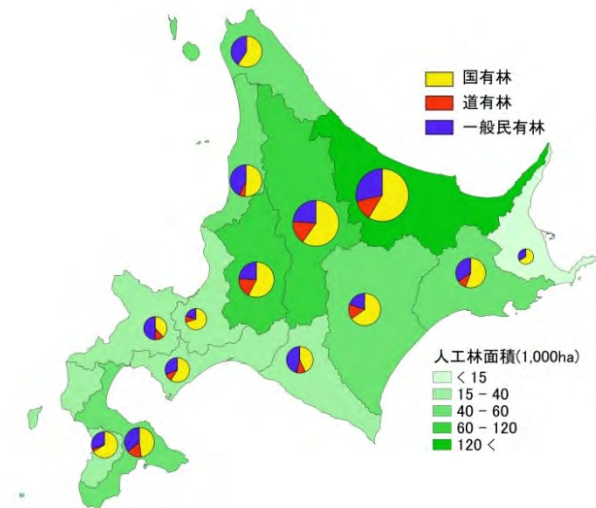 国有林
道有林
一般民有林
人工林面積(1,000ha)
< 15
15 - 40
40 - 60
60 - 120
120 <